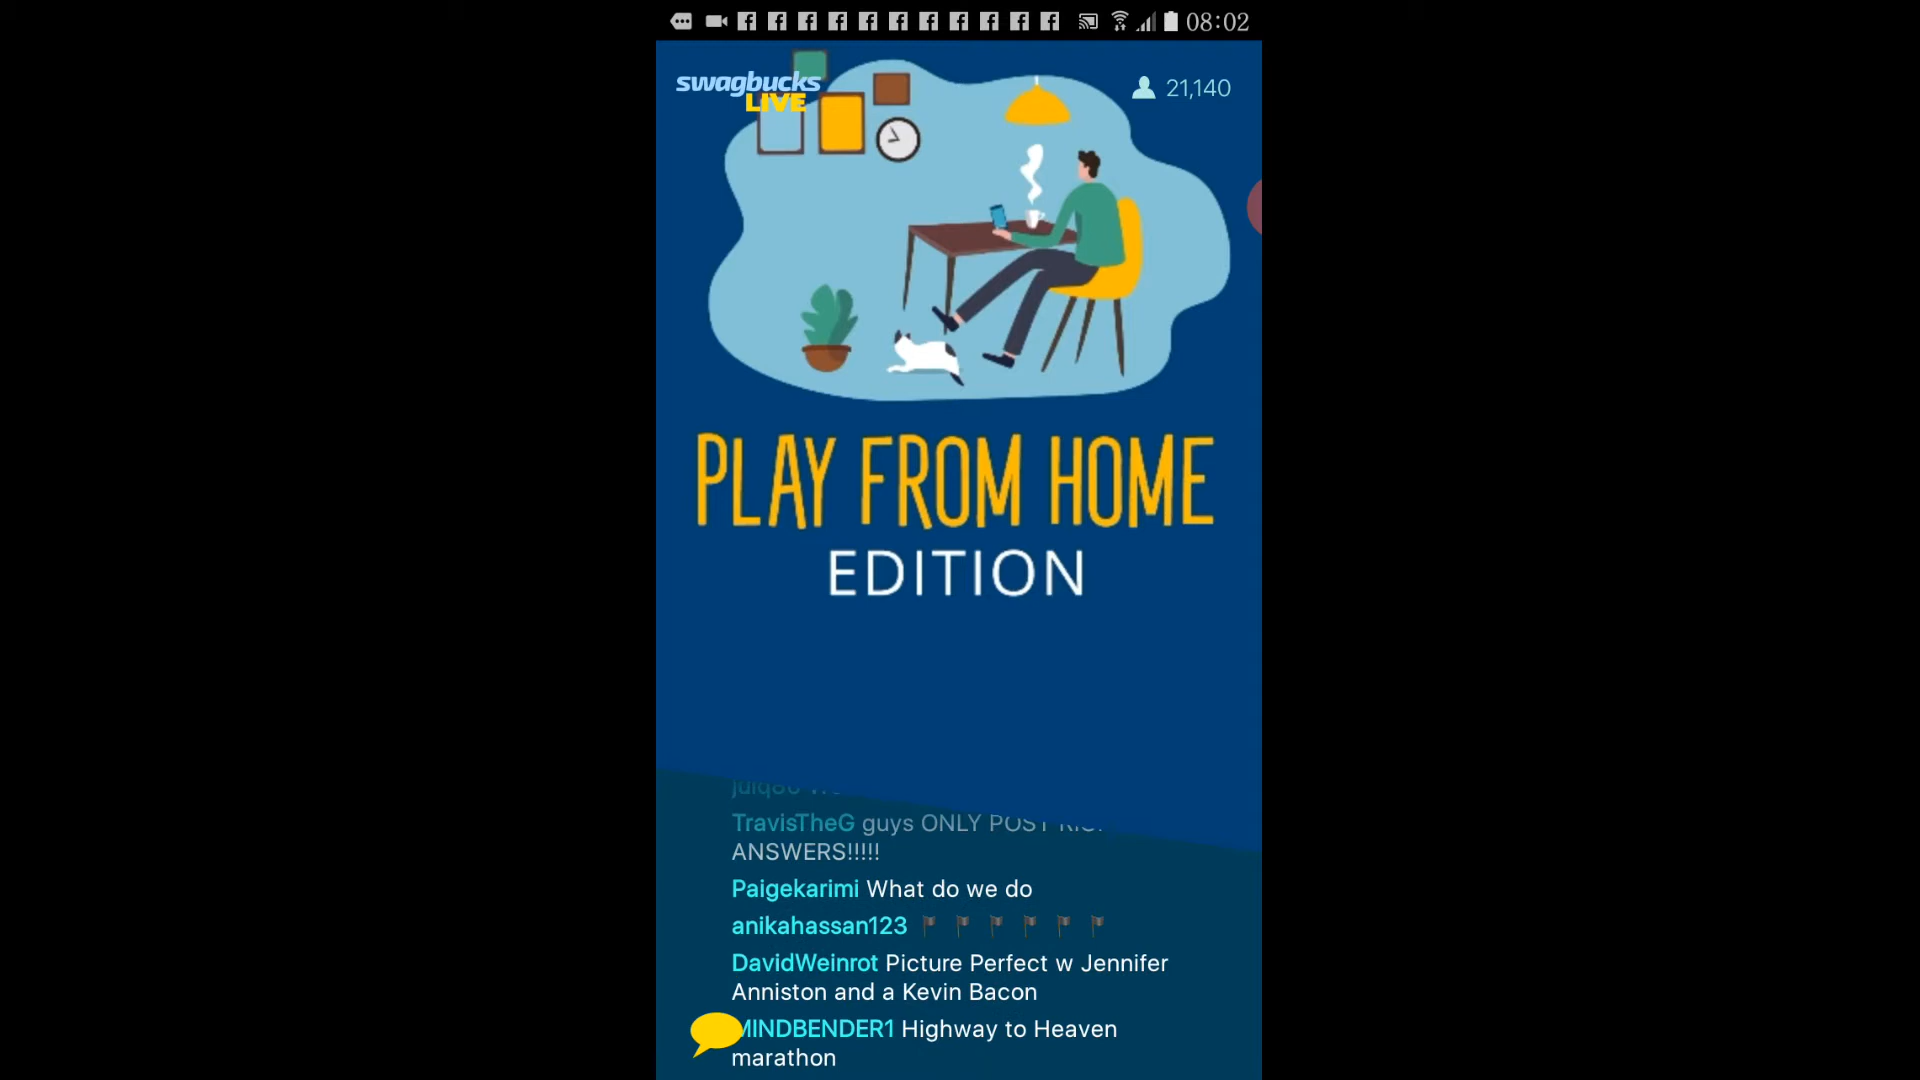 08:02
swagbucks
LIVE
21,140
PLAY FROM HOME
EDITION
TravisTheG guys ONLY POST
ANSWERS!!!!!
Paigekarimi What do we do
anikahassan123
DavidWeinrot Picture Perfect w Jennifer
Anniston and a Kevin Bacon
MINDBENDER1 Highway to Heaven
marathon